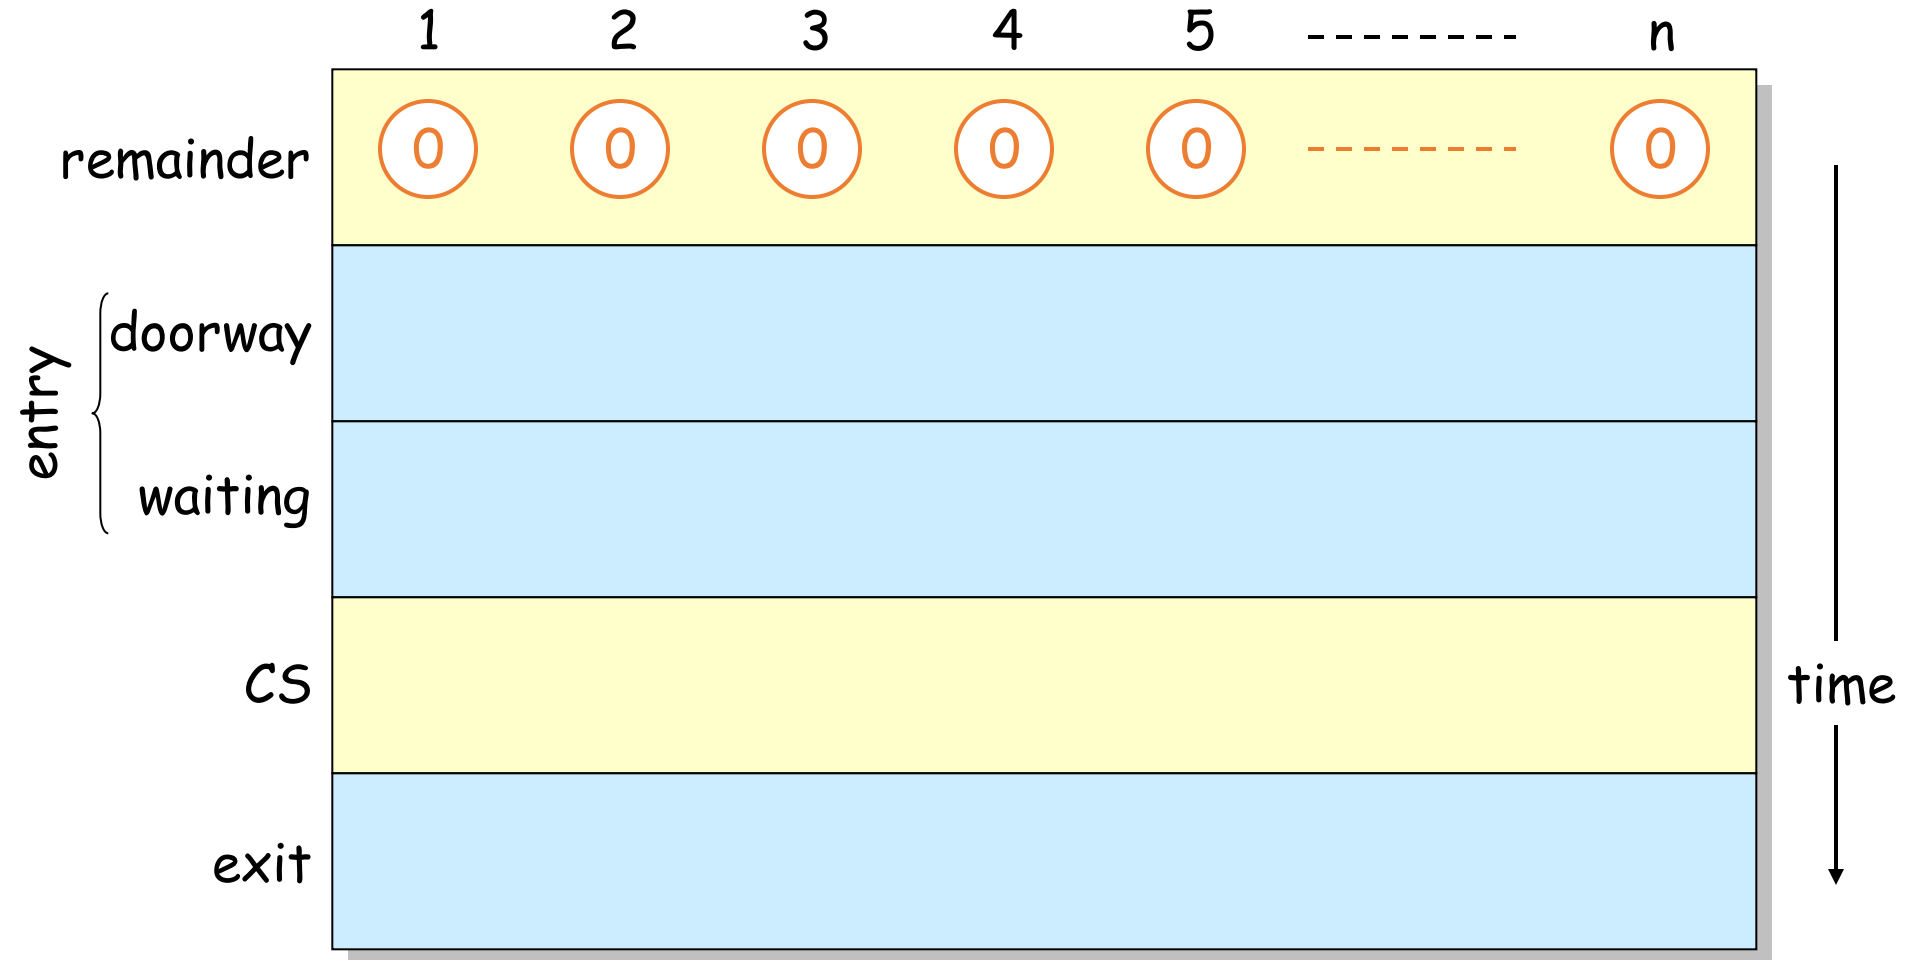 1 2 3 4 5 n
remainder 0 0 0 0 0 0
entry
doorway
waiting
CS
time
exit